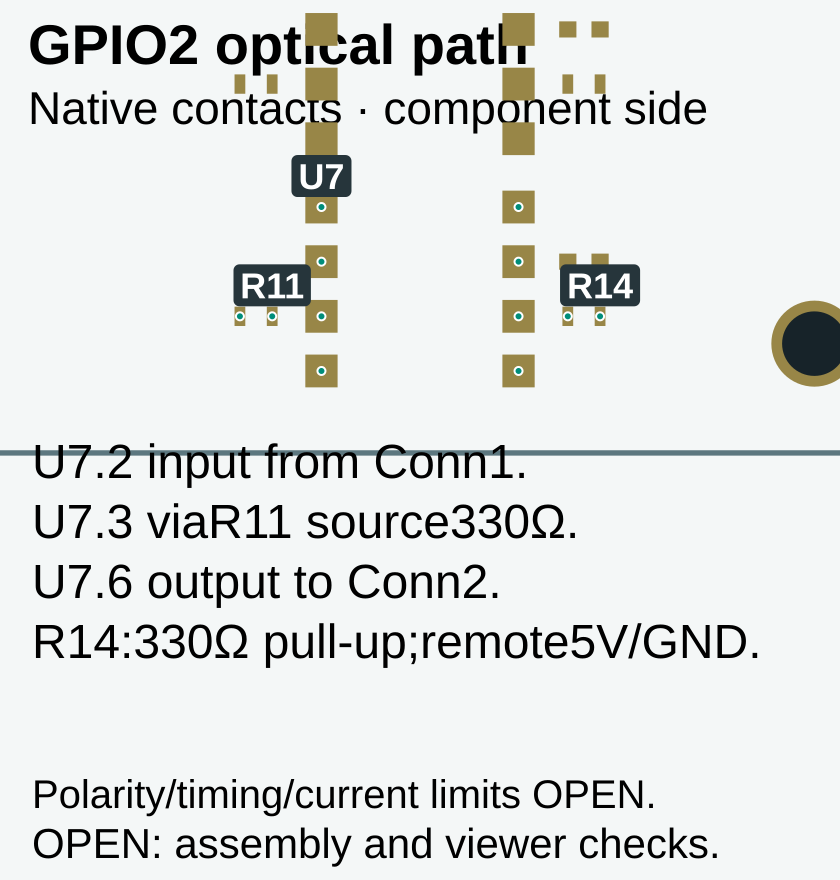 GPIO2 optical path
Native contacts · component side
U7
R11
R14
U7.2 input from Conn1.
U7.3 viaR11 source330Ω.
U7.6 output to Conn2.
R14:330Ω pull-up;remote5V/GND.
Polarity/timing/current limits OPEN.
OPEN: assembly and viewer checks.